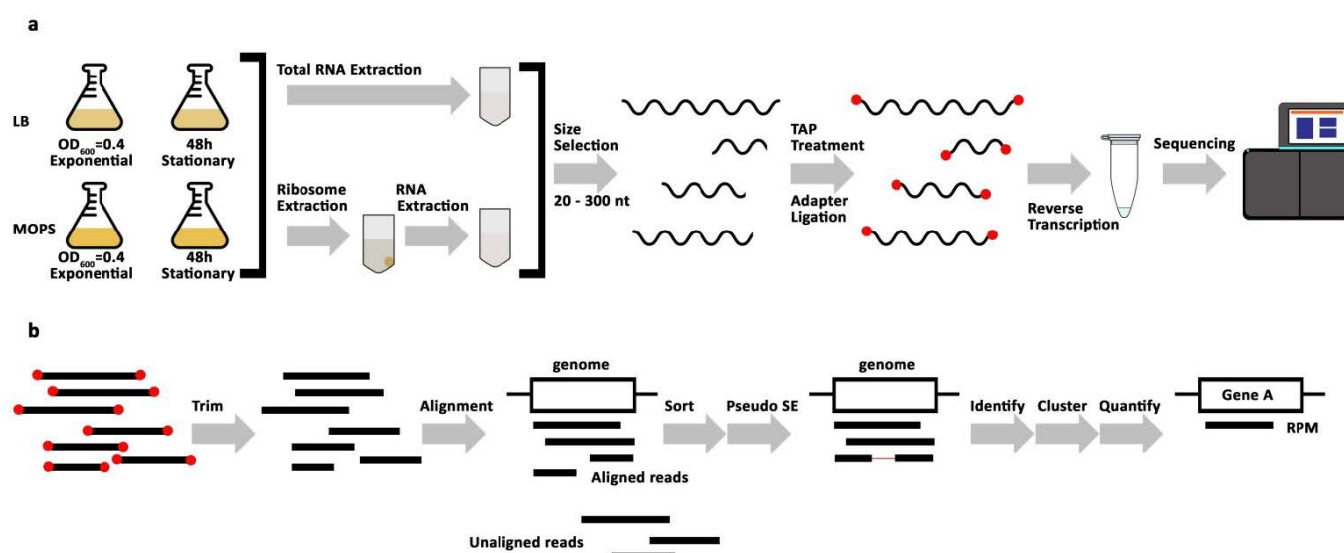 a
LB
OD600=0.4
Exponential
48h
Stationary
MOPS
OD600=0.4
Exponential
48h
Stationary
Total RNA Extraction
Ribosome
Extraction
RNA
Extraction
Size
Selection
20 - 300 nt
TAP
Treatment
Adapter
Ligation
Reverse
Transcription
Sequencing
b
Trim
Alignment
genome
Aligned reads
Unaligned reads
Sort
Pseudo SE
genome
Identify
Cluster
Quantify
Gene A
RPM